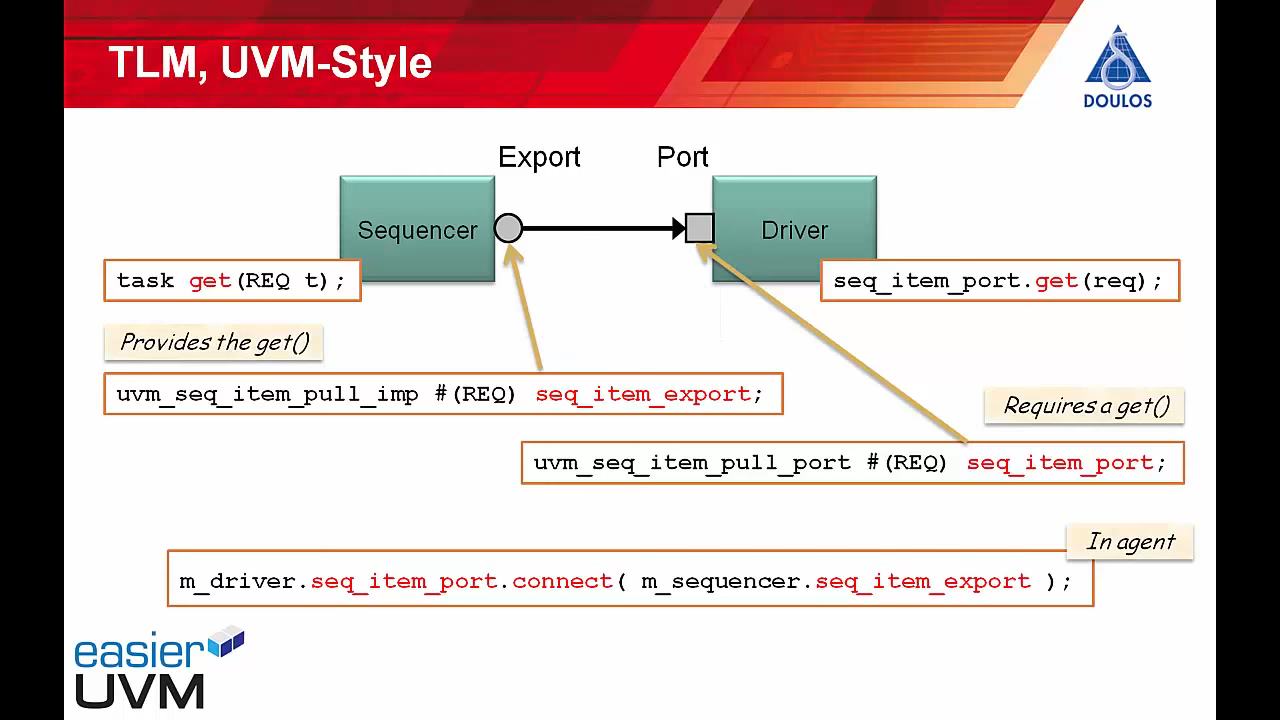 TLM, UVM-Style
DOULOS
Export
Port
Sequencer
Driver
task get(REQ t);
seq_item_port.get(req);
Provides the get()
uvm_seq_item_pull_imp #(REQ) seq_item_export;
Requires a get()
uvm_seq_item_pull_port #(REQ) seq_item_port;
In agent
m_driver.seq_item_port.connect( m_sequencer.seq_item_export );
easier
UVM